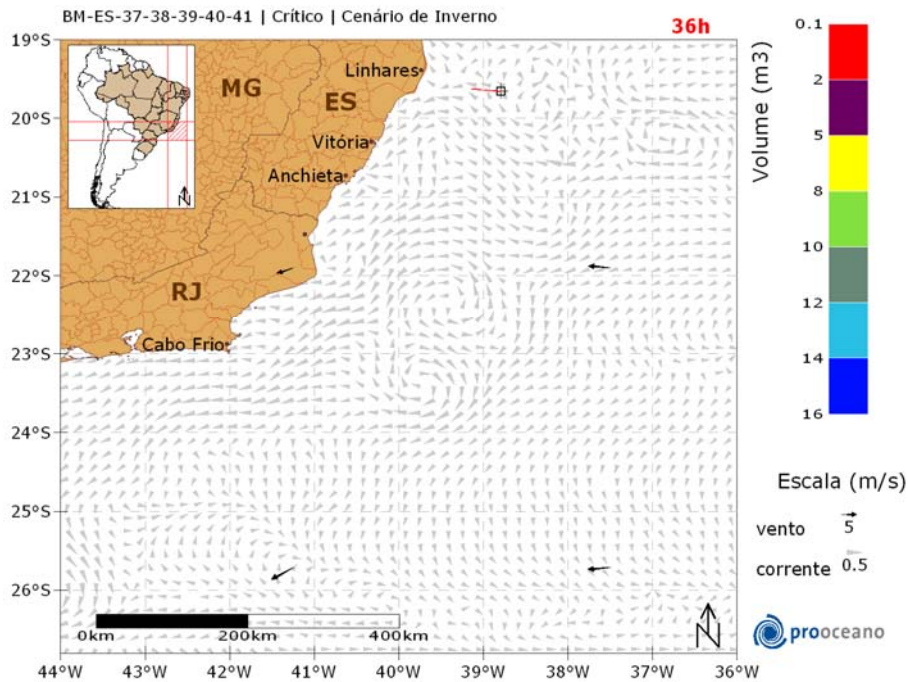 BM-ES-37-38-39-40-41 | Crítico | Cenário de Inverno
36h
19°S
20°S
21°S
22°S
23°S
24°S
25°S
26°S
MG
ES
RJ
Linhares
Vitória
Anchieta
Cabo Frio
N
0km
200km
400km
N
44°W
43°W
42°W
41°W
40°W
39°W
38°W
37°W
36°W
Volume (m3)
0.1
2
5
8
10
12
14
16
Escala (m/s)
vento 5
corrente 0.5
prooceano